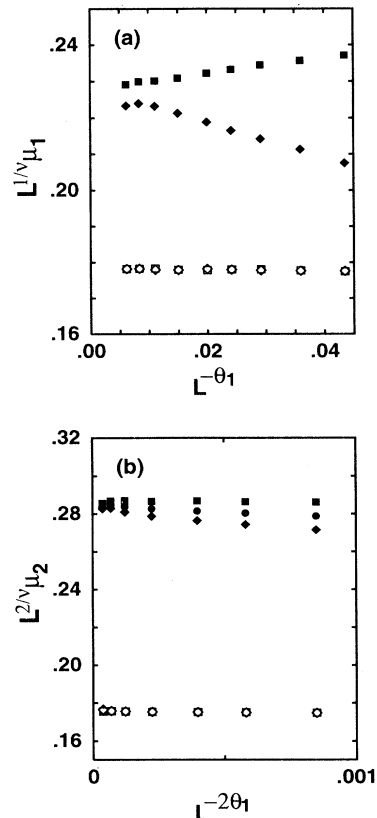 (a)
.24
.20
.16
L^{1/ν}μ_1
.00
.02
.04
L^{-θ_1}
(b)
.32
.28
.24
.20
.16
L^{2/ν}μ_2
0
.001
L^{-2θ_1}